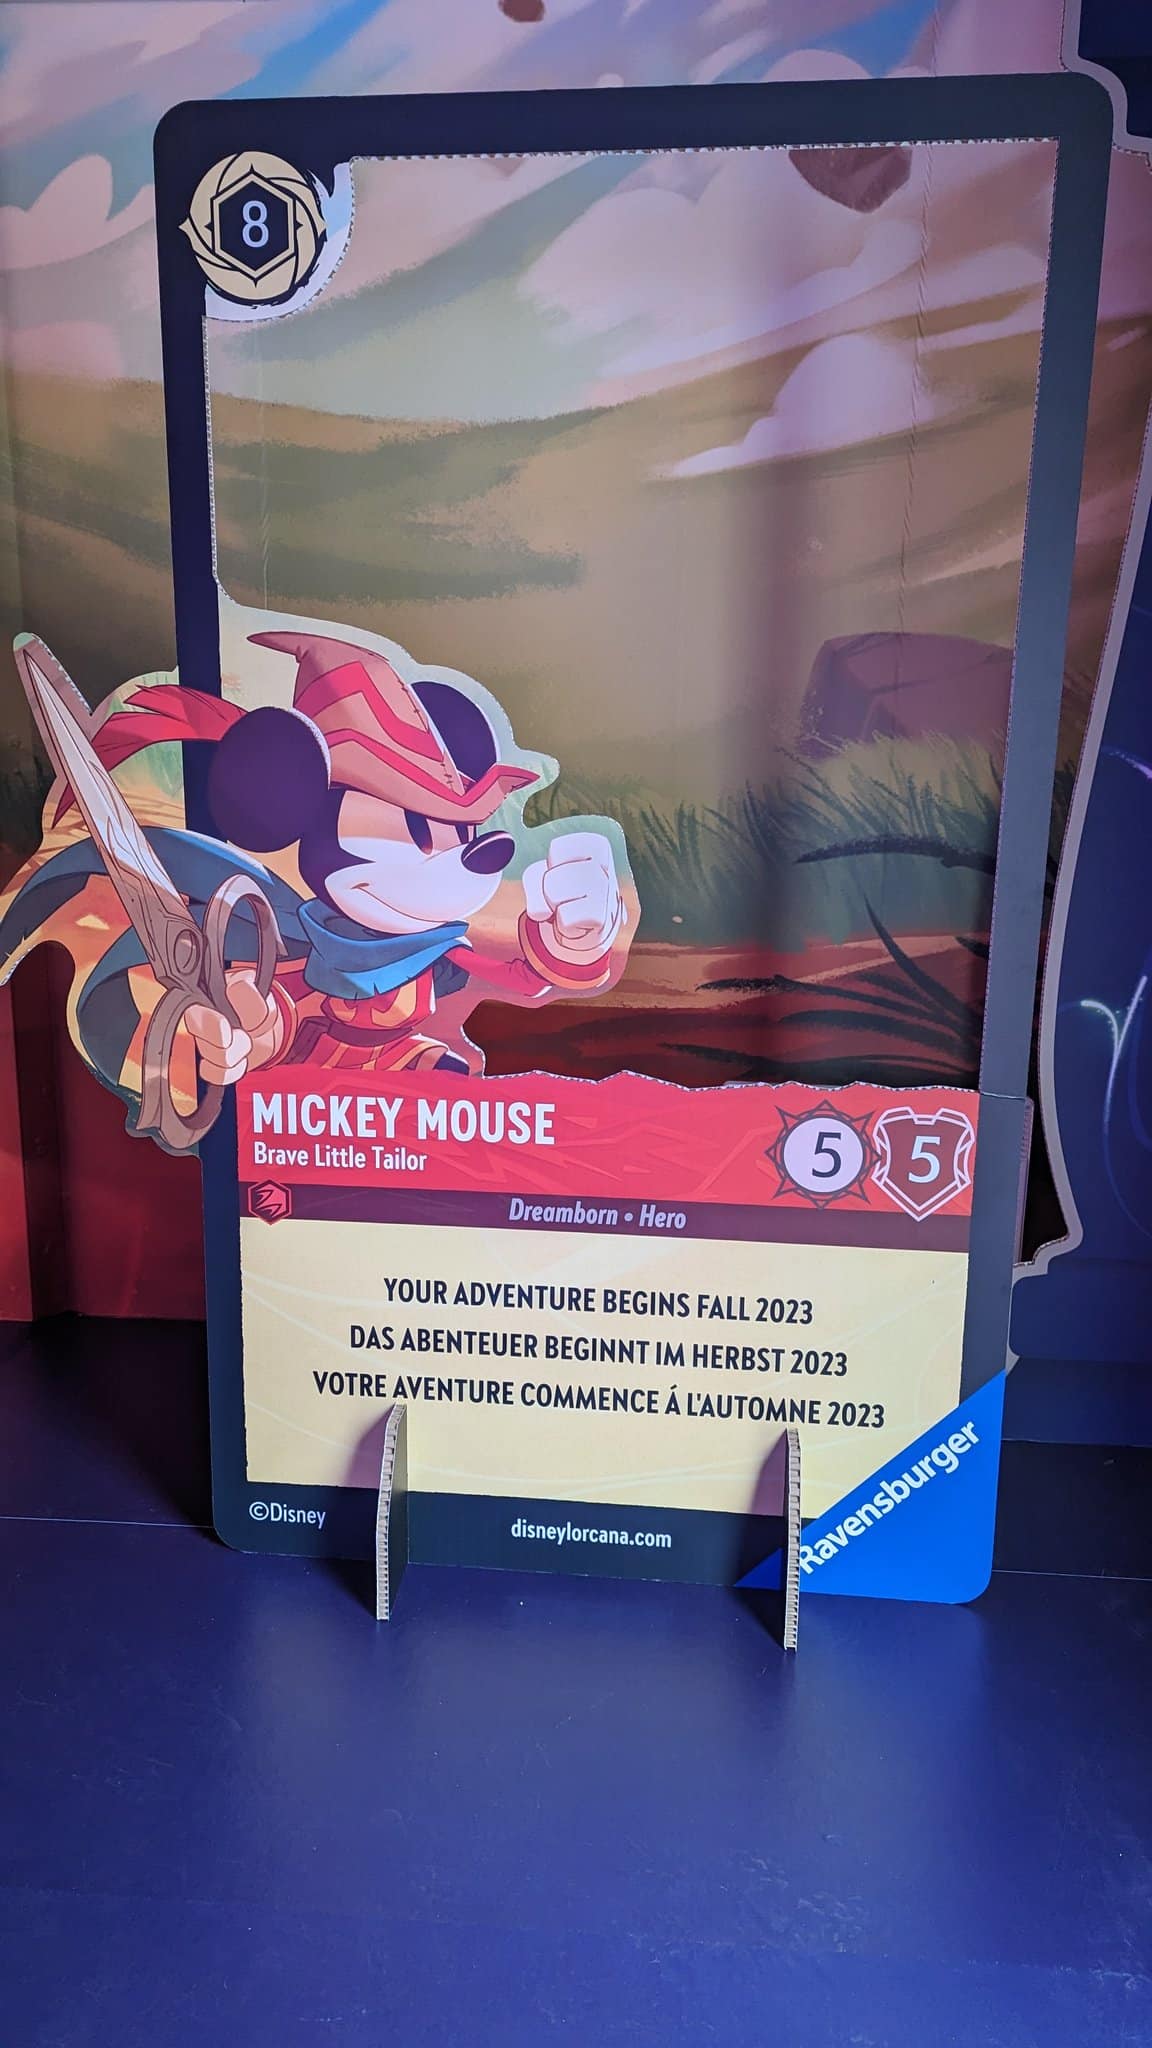 8
MICKEY MOUSE
Brave Little Tailor
5 5
Dreamborn • Hero
YOUR ADVENTURE BEGINS FALL 2023
DAS ABENTEUER BEGINNT IM HERBST 2023
VOTRE AVENTURE COMMENCE Á L'AUTOMNE 2023
©Disney
disneylorcana.com
Ravensburger